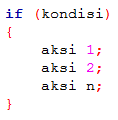 if (kondisi)
{
    aksi 1;
    aksi 2;
    aksi n;
}